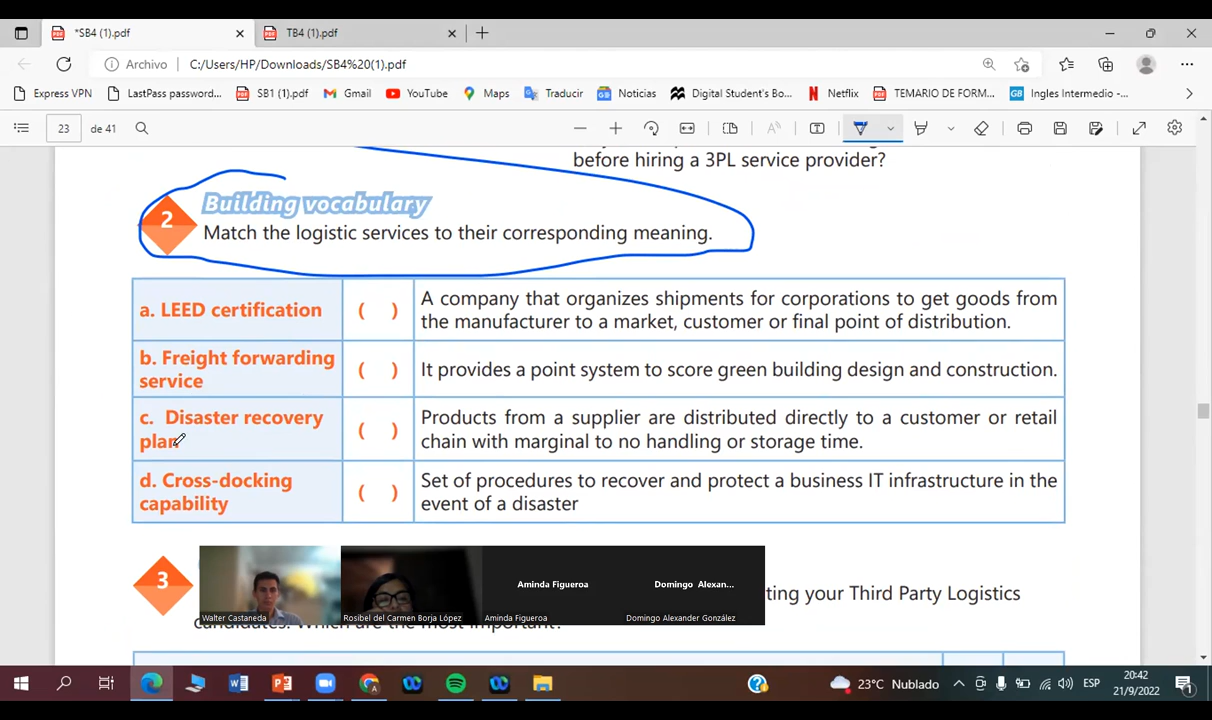 *SB4 (1).pdf
TB4 (1).pdf
Archivo
C:/Users/HP/Downloads/SB4%20(1).pdf
Express VPN
LastPass password...
SB1 (1).pdf
Gmail
YouTube
Maps
Traducir
Noticias
Digital Student's Bo...
Netflix
TEMARIO DE FORM...
Ingles Intermedio -...
23
de 41
before hiring a 3PL service provider?
2
Building vocabulary
Match the logistic services to their corresponding meaning.
a. LEED certification
( )
A company that organizes shipments for corporations to get goods from
the manufacturer to a market, customer or final point of distribution.
b. Freight forwarding
service
( )
It provides a point system to score green building design and construction.
c. Disaster recovery
plan
( )
Products from a supplier are distributed directly to a customer or retail
chain with marginal to no handling or storage time.
d. Cross-docking
capability
( )
Set of procedures to recover and protect a business IT infrastructure in the
event of a disaster
3
ting your Third Party Logistics
candidates. Which are the most important?
Aminda Figueroa
Domingo Alexan...
Walter Castaneda
Rosibel del Carmen Borja López
Aminda Figueroa
Domingo Alexander González
23°C Nublado
ESP
20:42
21/9/2022
1